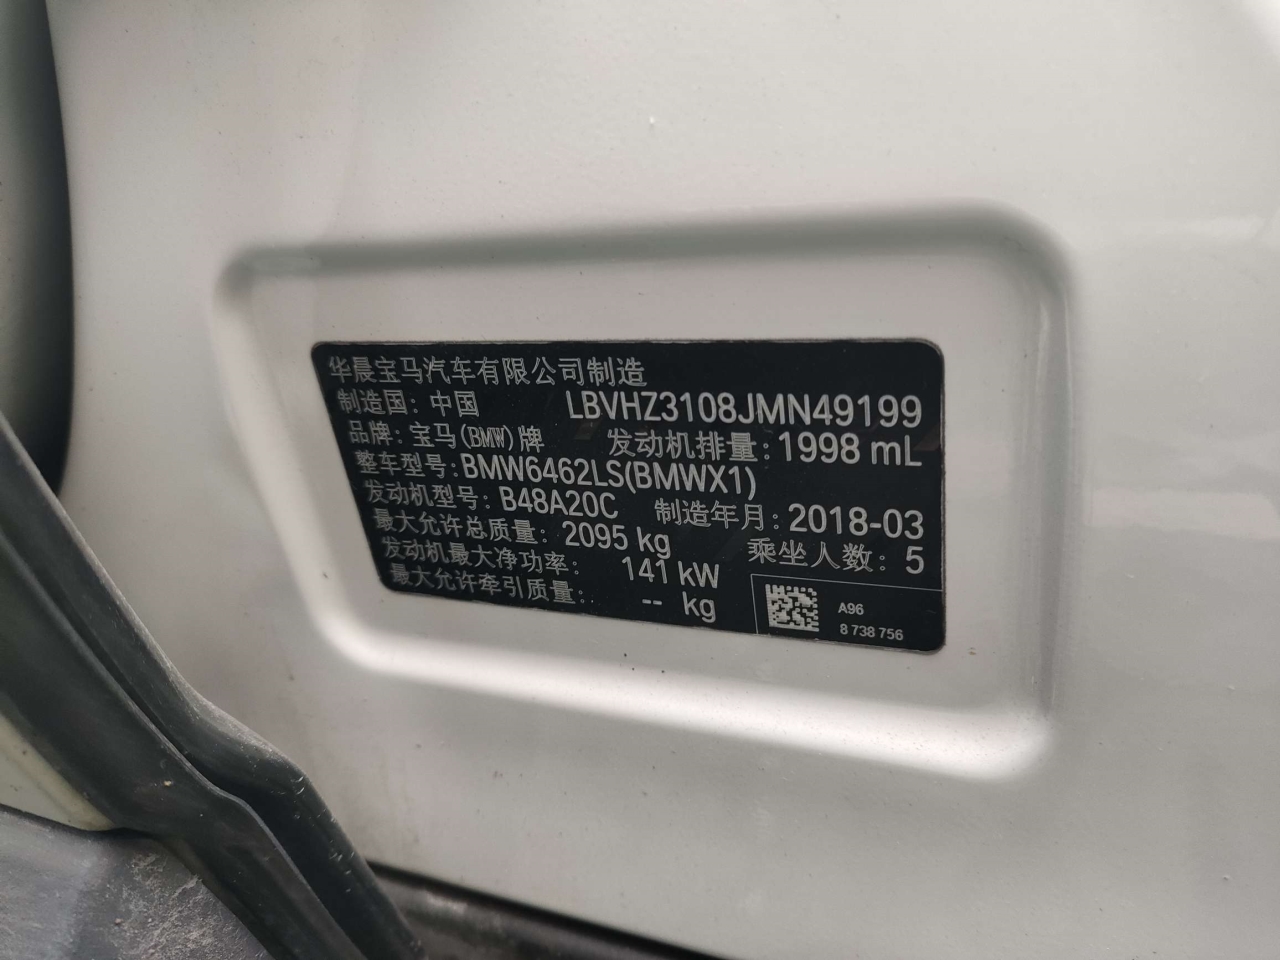 华晨宝马汽车有限公司制造
制造国: 中国 LBVHZ3108JMN49199
品牌: 宝马(BMW)牌 发动机排量: 1998 mL
整车型号: BMW6462LS(BMWX1)
发动机型号: B48A20C 制造年月: 2018-03
最大允许总质量: 2095 kg 乘坐人数: 5
发动机最大净功率: 141 kW
最大允许牵引质量: -- kg
A96
8 738 756